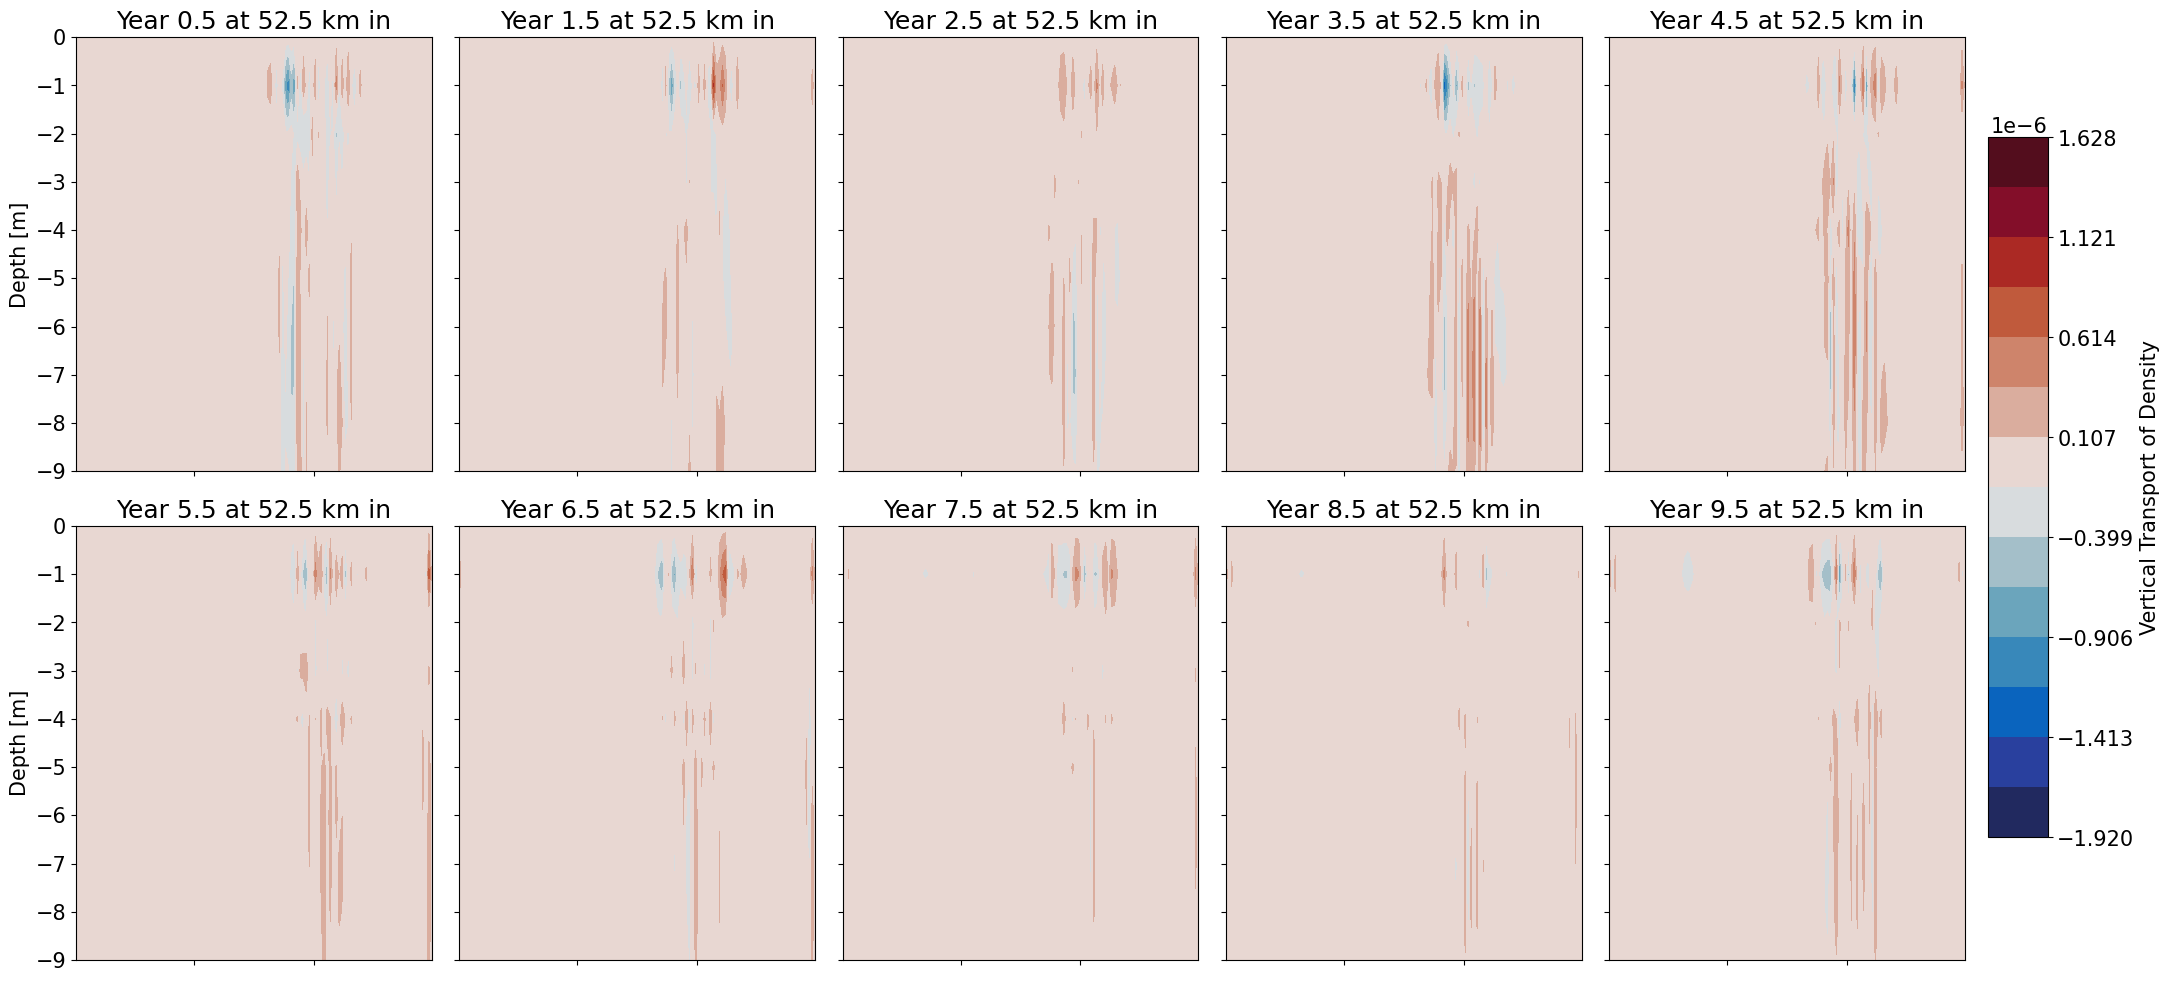 Year 0.5 at 52.5 km in
Year 1.5 at 52.5 km in
Year 2.5 at 52.5 km in
Year 3.5 at 52.5 km in
Year 4.5 at 52.5 km in
0
−1
−2
−3
−4
−5
−6
−7
−8
−9
Depth [m]
Year 5.5 at 52.5 km in
Year 6.5 at 52.5 km in
Year 7.5 at 52.5 km in
Year 8.5 at 52.5 km in
Year 9.5 at 52.5 km in
0
−1
−2
−3
−4
−5
−6
−7
−8
−9
Depth [m]
1e−6
1.628
1.121
0.614
0.107
−0.399
−0.906
−1.413
−1.920
Vertical Transport of Density